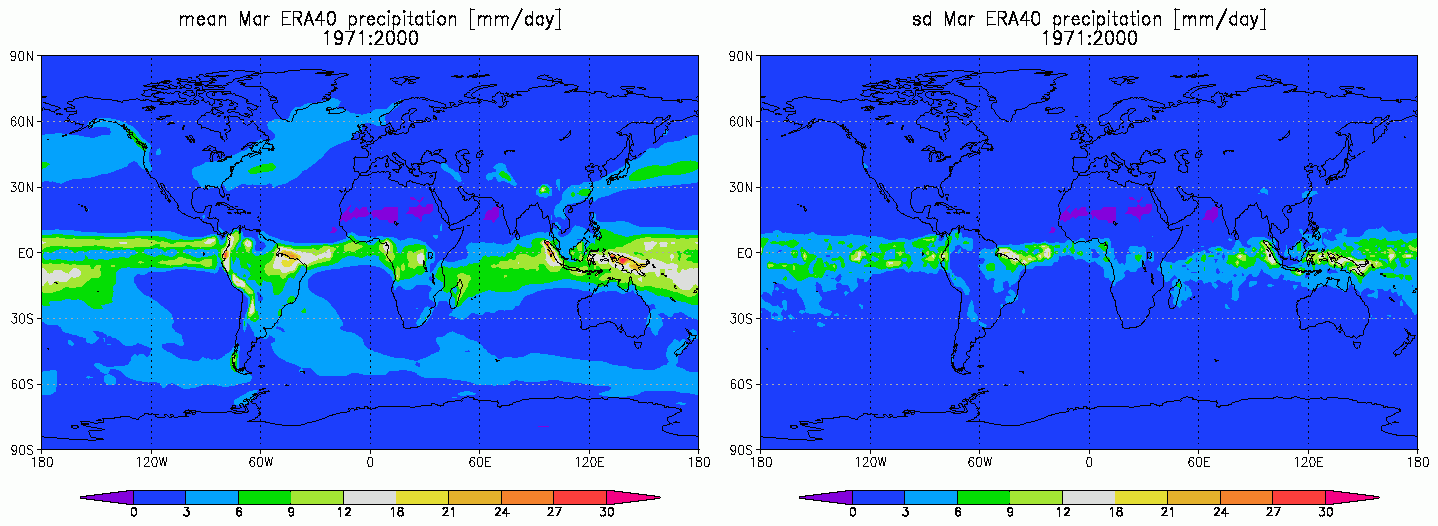 mean Mar ERA40 precipitation [mm/day]
1971:2000
90N
60N
30N
EQ
30S
60S
90S
180 120W 60W 0 60E 120E 180
0 3 6 9 12 18 21 24 27 30
sd Mar ERA40 precipitation [mm/day]
1971:2000
90N
60N
30N
EQ
30S
60S
90S
180 120W 60W 0 60E 120E 180
0 3 6 9 12 18 21 24 27 30